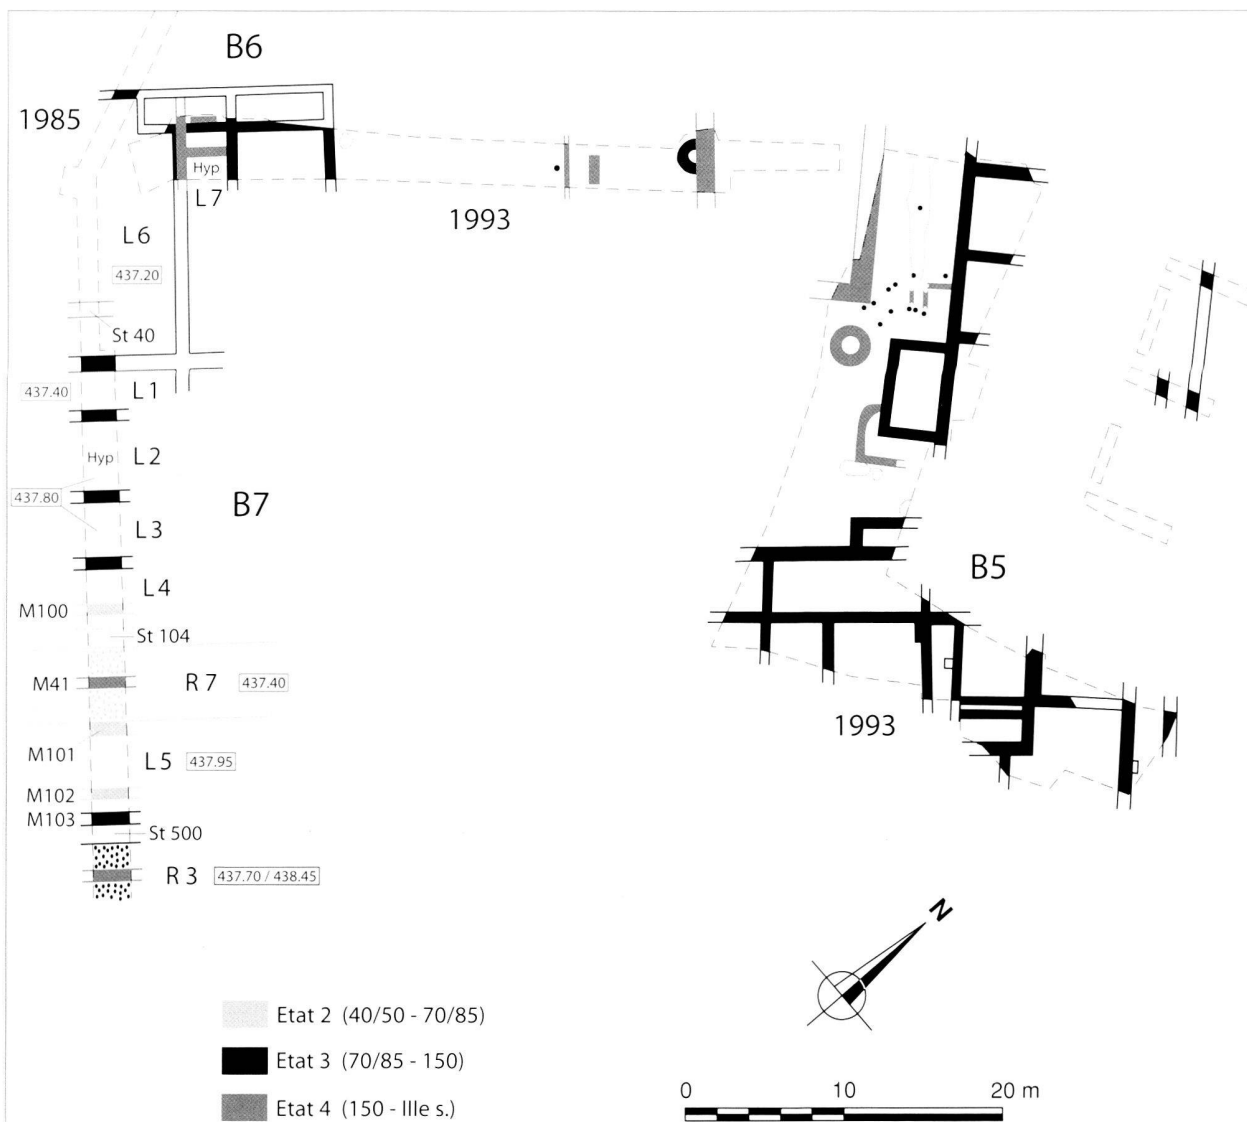 B6
1985
Hyp
L7
1993
L6
437.20
St 40
437.40
L1
Hyp
L2
437.80
B7
L3
B5
L4
M100
St 104
M41
R 7
437.40
1993
M101
L5
437.95
M102
M103
St 500
R 3
437.70 / 438.45
N
Etat 2 (40/50 - 70/85)
Etat 3 (70/85 - 150)
Etat 4 (150 - IIIe s.)
0 10 20 m